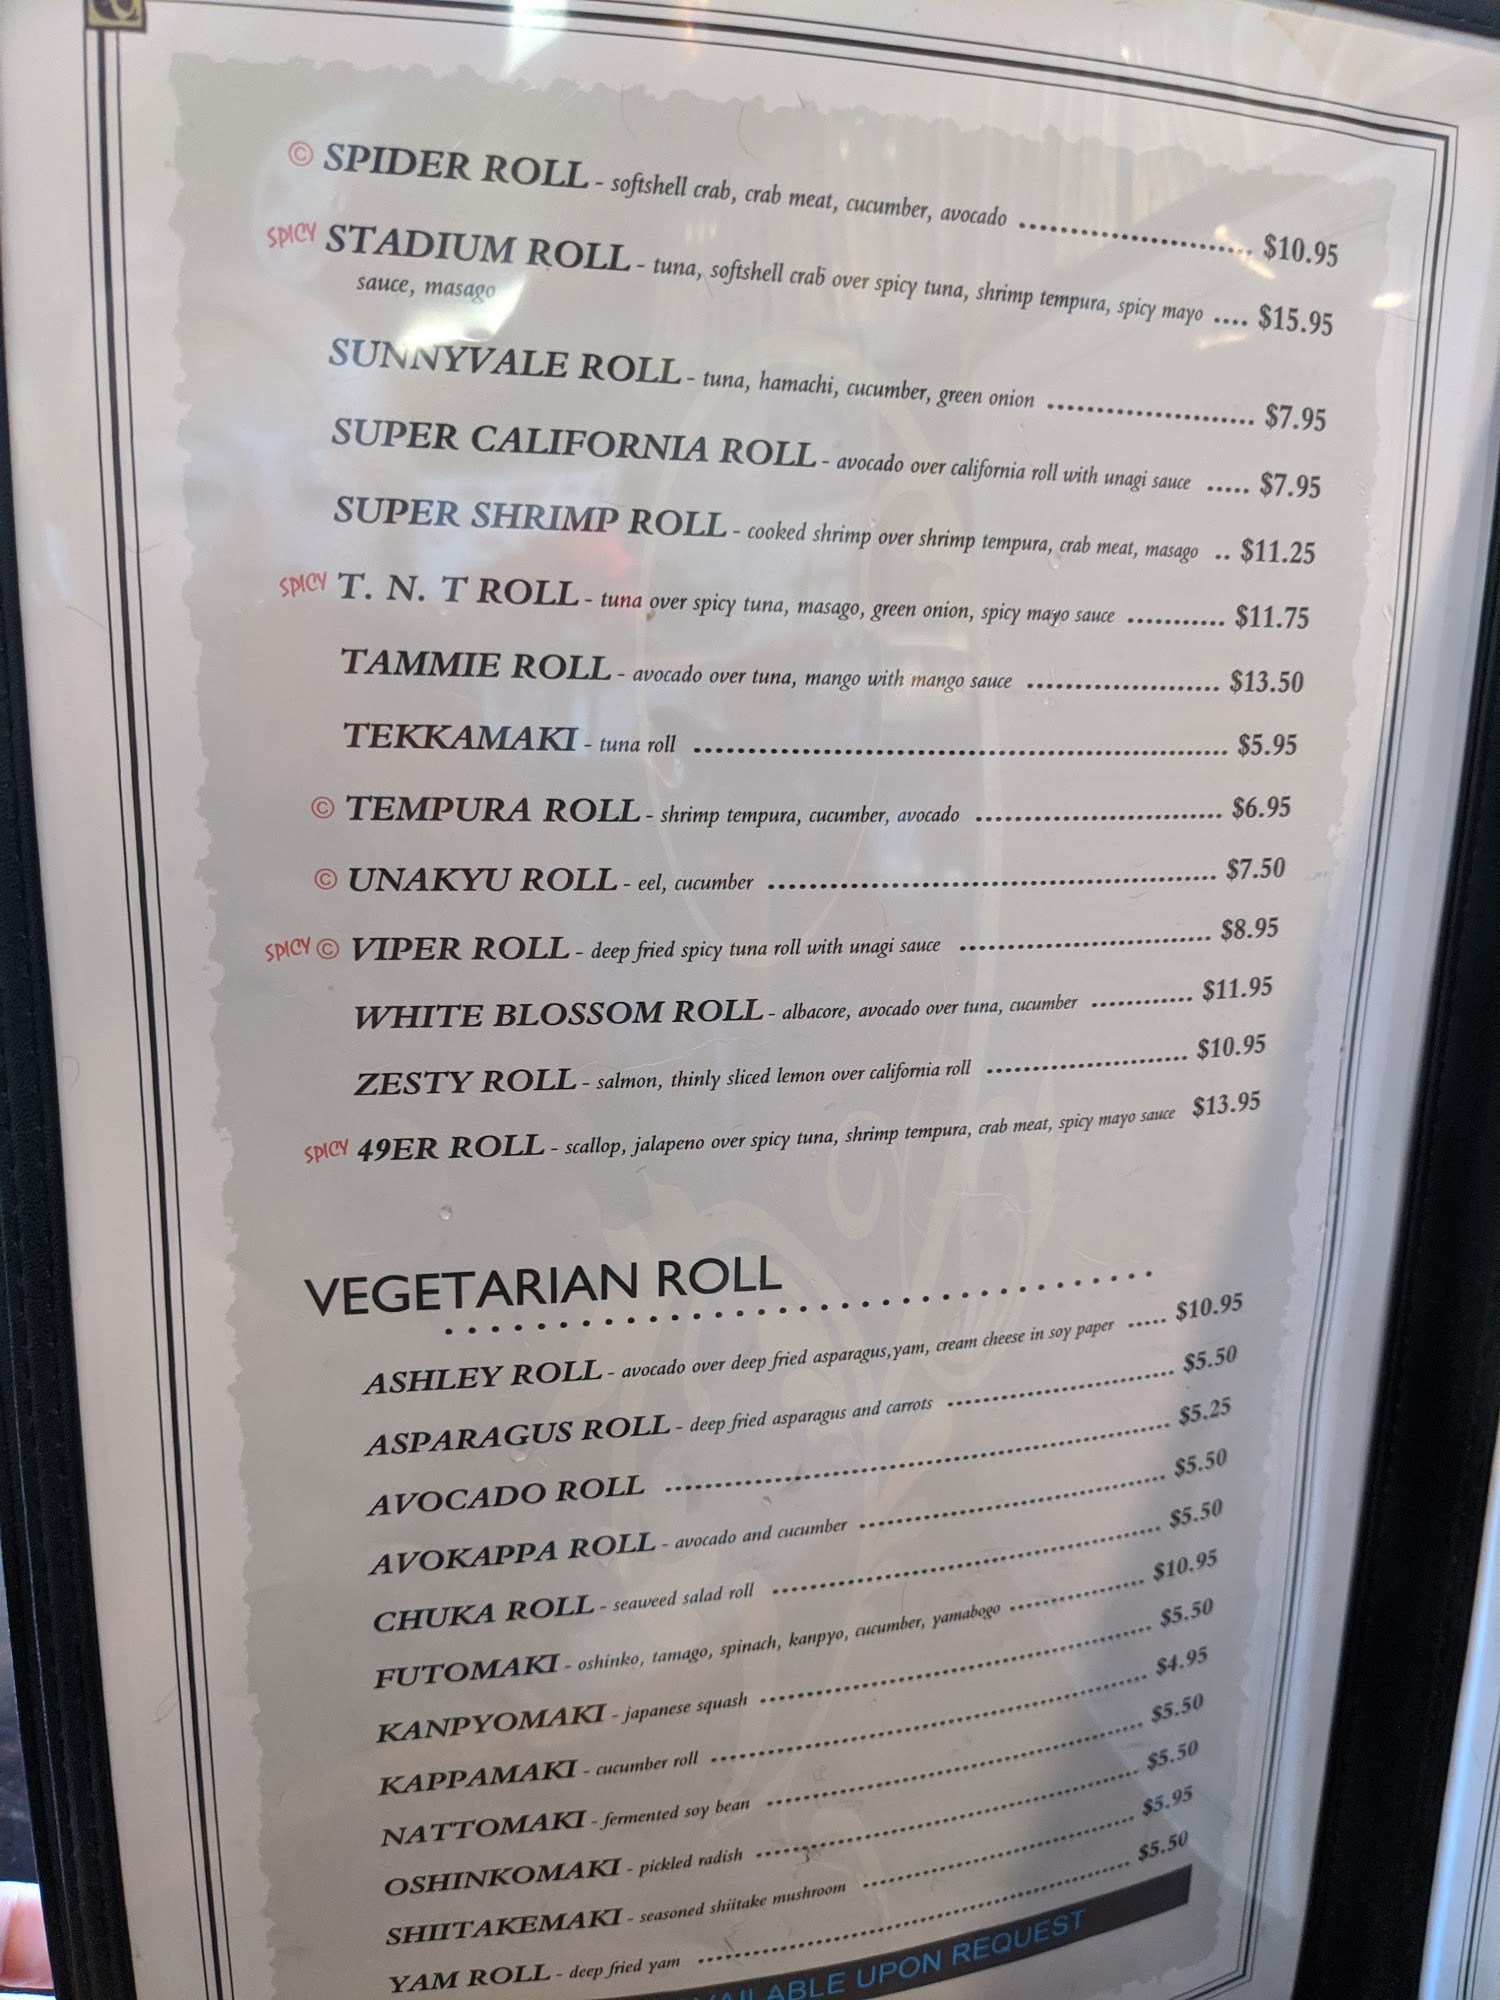 © SPIDER ROLL - softshell crab, crab meat, cucumber, avocado .......................... $10.95
SPICY STADIUM ROLL - tuna, softshell crab over spicy tuna, shrimp tempura, spicy mayo .... $15.95
sauce, masago
SUNNYVALE ROLL - tuna, hamachi, cucumber, green onion ....................... $7.95
SUPER CALIFORNIA ROLL - avocado over california roll with unagi sauce ..... $7.95
SUPER SHRIMP ROLL - cooked shrimp over shrimp tempura, crab meat, masago .. $11.25
SPICY T. N. T ROLL - tuna over spicy tuna, masago, green onion, spicy mayo sauce ........... $11.75
TAMMIE ROLL - avocado over tuna, mango with mango sauce ..................... $13.50
TEKKAMAKI - tuna roll .......................................................... $5.95
© TEMPURA ROLL - shrimp tempura, cucumber, avocado ........................... $6.95
© UNAKYU ROLL - eel, cucumber .................................................. $7.50
SPICY © VIPER ROLL - deep fried spicy tuna roll with unagi sauce ............................ $8.95
WHITE BLOSSOM ROLL - albacore, avocado over tuna, cucumber ............ $11.95
ZESTY ROLL - salmon, thinly sliced lemon over california roll ....................... $10.95
SPICY 49ER ROLL - scallop, jalapeno over spicy tuna, shrimp tempura, crab meat, spicy mayo sauce $13.95
VEGETARIAN ROLL
ASHLEY ROLL - avocado over deep fried asparagus,yam, cream cheese in soy paper ..... $10.95
ASPARAGUS ROLL - deep fried asparagus and carrots ............................ $5.50
AVOCADO ROLL .............................................................. $5.25
AVOKAPPA ROLL - avocado and cucumber ...................................... $5.50
CHUKA ROLL - seaweed salad roll ................................................ $5.50
FUTOMAKI - oshinko, tamago, spinach, kanpyo, cucumber, yamabogo ................. $10.95
KANPYOMAKI - japanese squash ................................................ $5.50
KAPPAMAKI - cucumber roll ...................................................... $4.95
NATTOMAKI - fermented soy bean ................................................ $5.50
OSHINKOMAKI - pickled radish .................................................. $5.50
SHIITAKEMAKI - seasoned shiitake mushroom .................................... $5.95
YAM ROLL - deep fried yam ...................................................... $5.50
UPON REQUEST